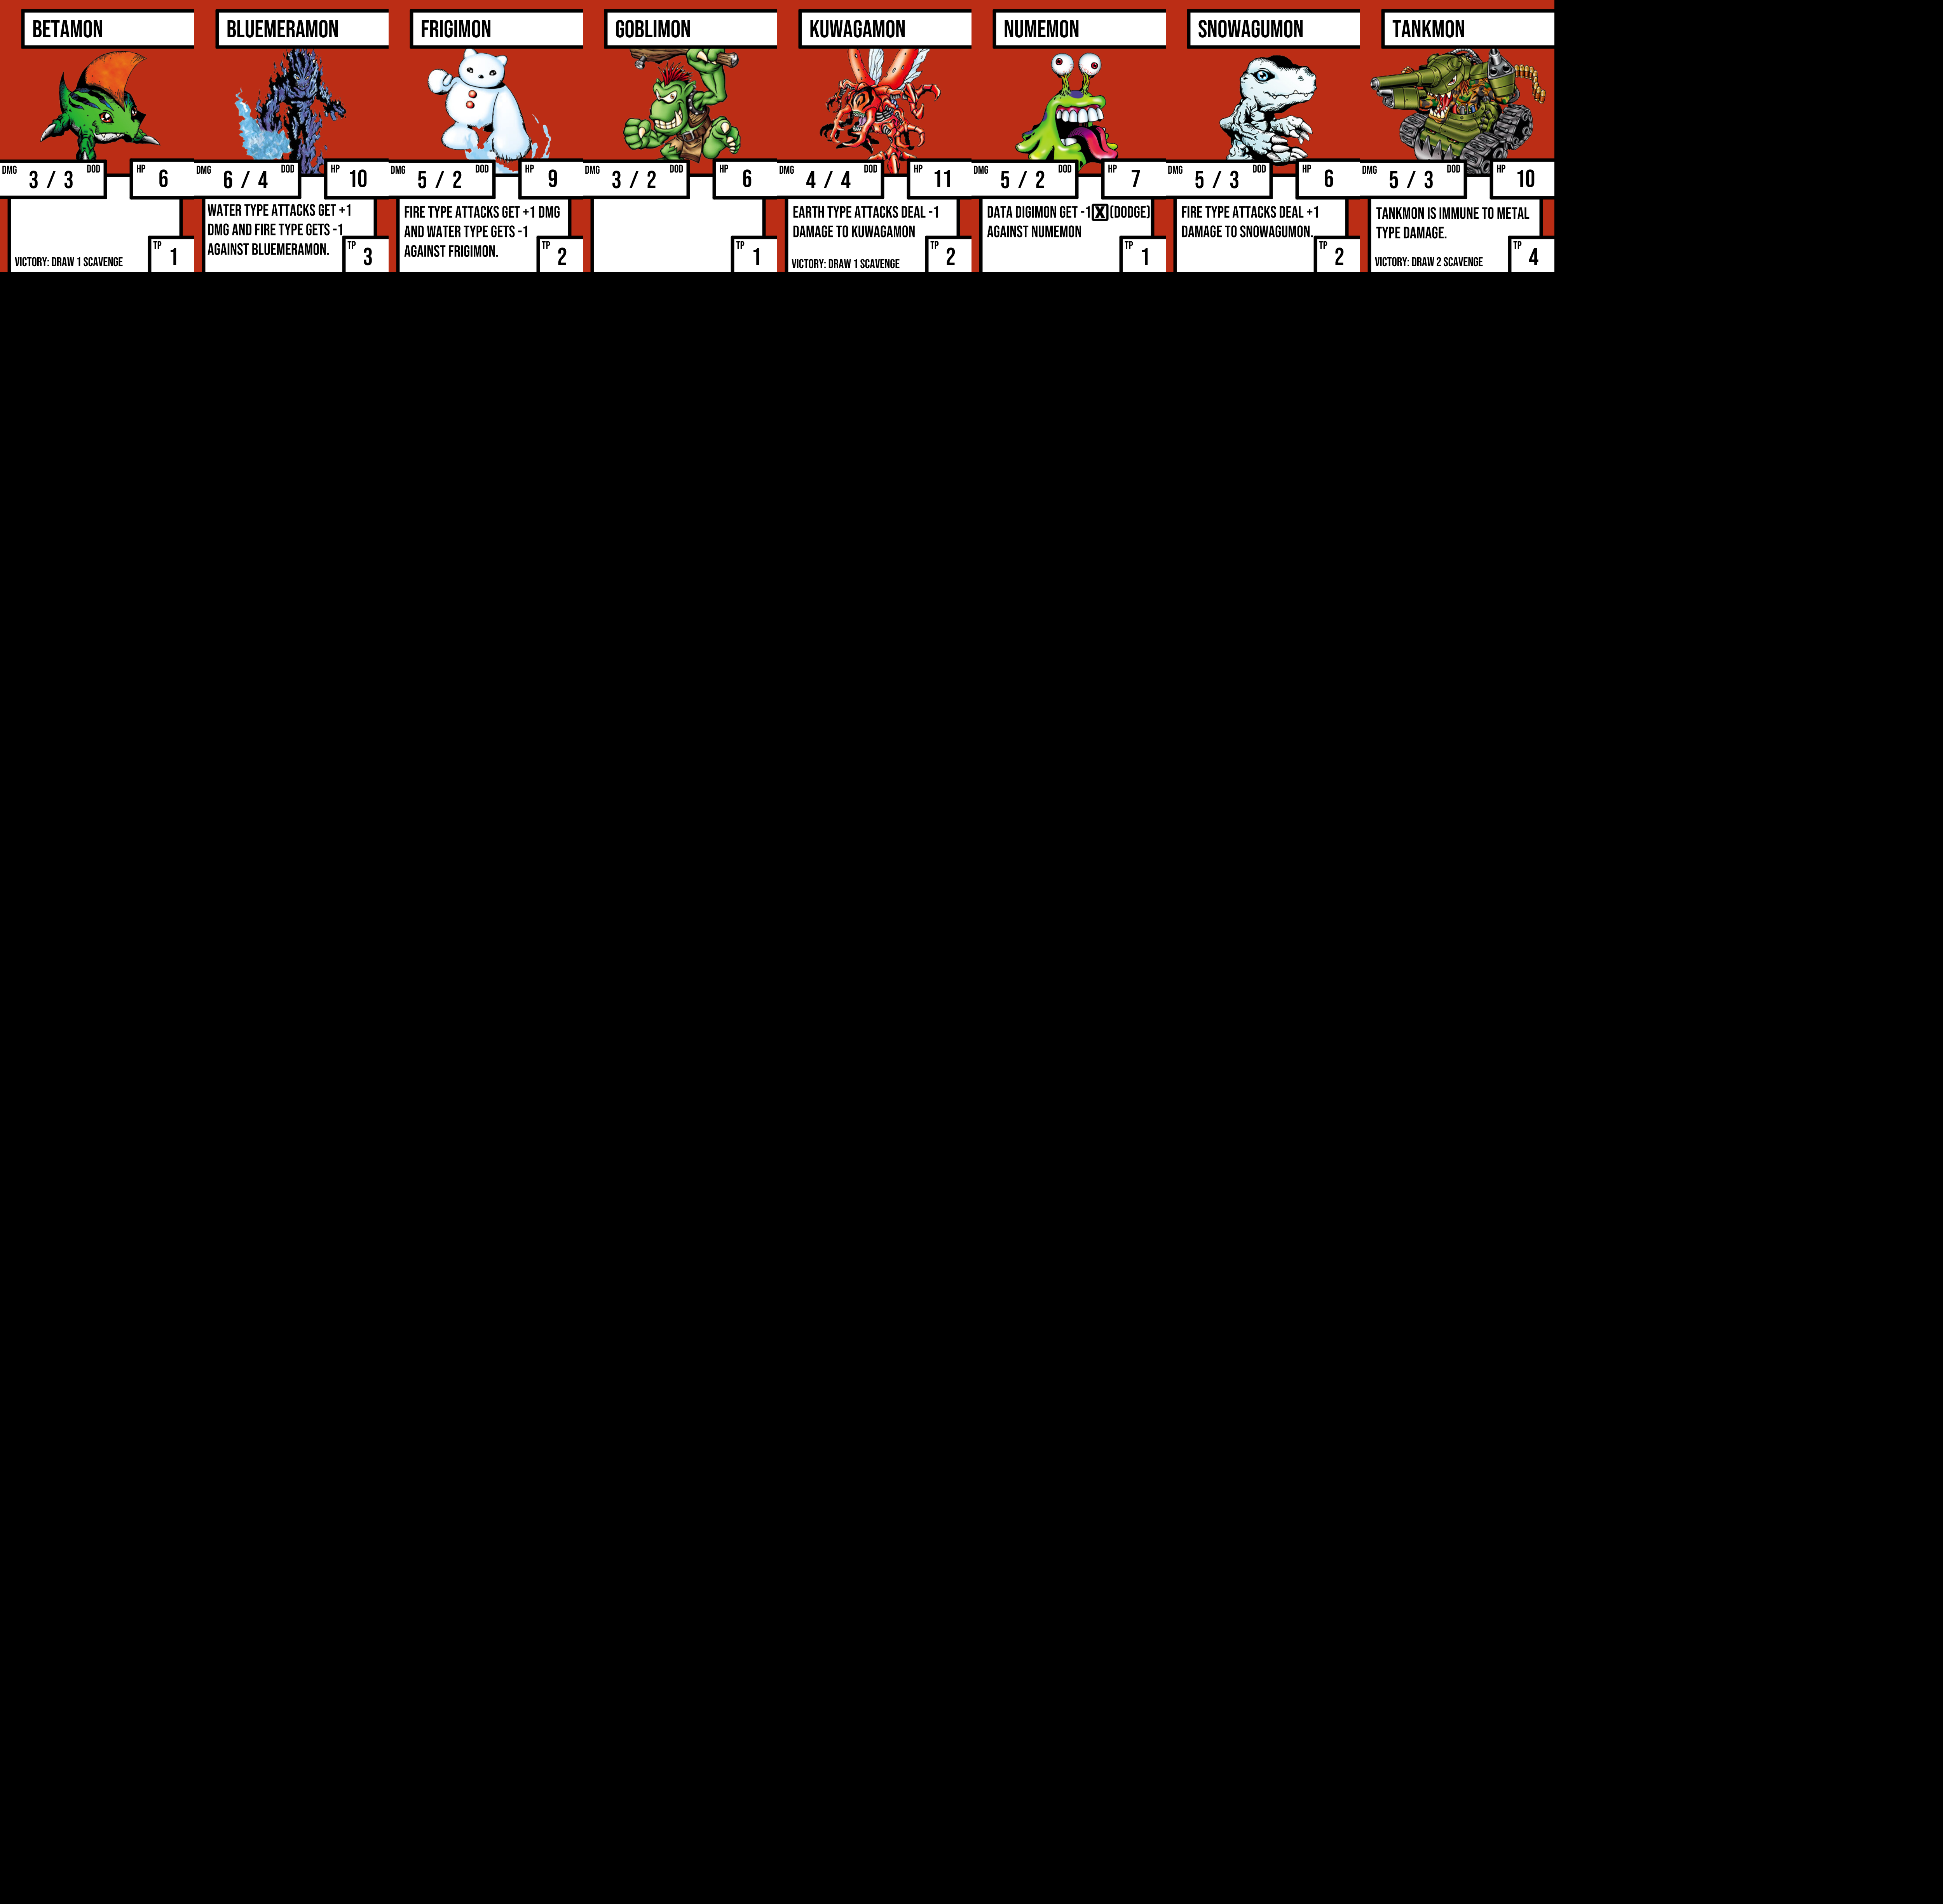 BETAMON
DMG 3 / 3 DOD
HP 6
VICTORY: DRAW 1 SCAVENGE
TP 1
BLUEMERAMON
DMG 6 / 4 DOD
HP 10
WATER TYPE ATTACKS GET +1
DMG AND FIRE TYPE GETS -1
AGAINST BLUEMERAMON.
TP 3
FRIGIMON
DMG 5 / 2 DOD
HP 9
FIRE TYPE ATTACKS GET +1 DMG
AND WATER TYPE GETS -1
AGAINST FRIGIMON.
TP 2
GOBLIMON
DMG 3 / 2 DOD
HP 6
TP 1
KUWAGAMON
DMG 4 / 4 DOD
HP 11
EARTH TYPE ATTACKS DEAL -1
DAMAGE TO KUWAGAMON
VICTORY: DRAW 1 SCAVENGE
TP 2
NUMEMON
DMG 5 / 2 DOD
HP 7
DATA DIGIMON GET -1 X (DODGE)
AGAINST NUMEMON
TP 1
SNOWAGUMON
DMG 5 / 3 DOD
HP 6
FIRE TYPE ATTACKS DEAL +1
DAMAGE TO SNOWAGUMON.
TP 2
TANKMON
DMG 5 / 3 DOD
HP 10
TANKMON IS IMMUNE TO METAL
TYPE DAMAGE.
VICTORY: DRAW 2 SCAVENGE
TP 4